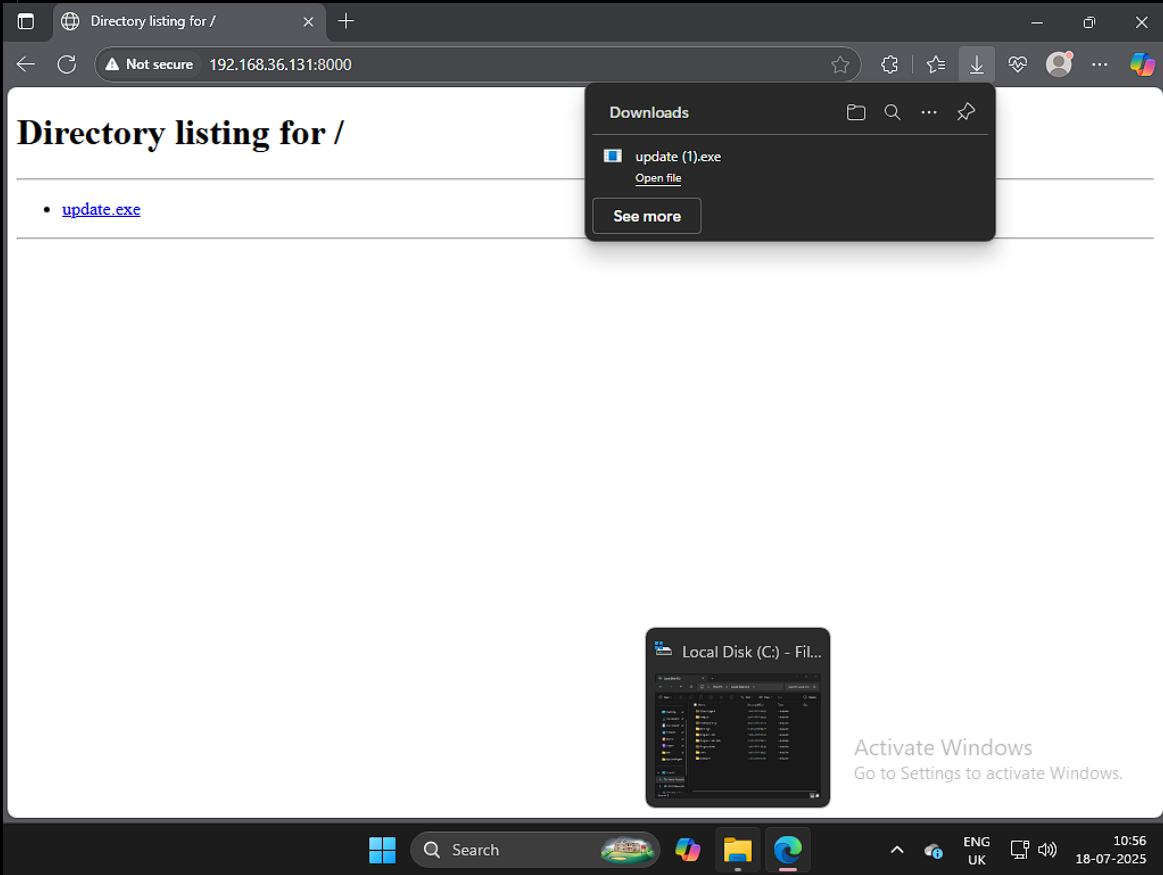 Directory listing for /
Not secure 192.168.36.131:8000
Directory listing for /
update.exe
Downloads
update (1).exe
Open file
See more
Local Disk (C:) - Fil...
Activate Windows
Go to Settings to activate Windows.
Search
ENG
UK
10:56
18-07-2025